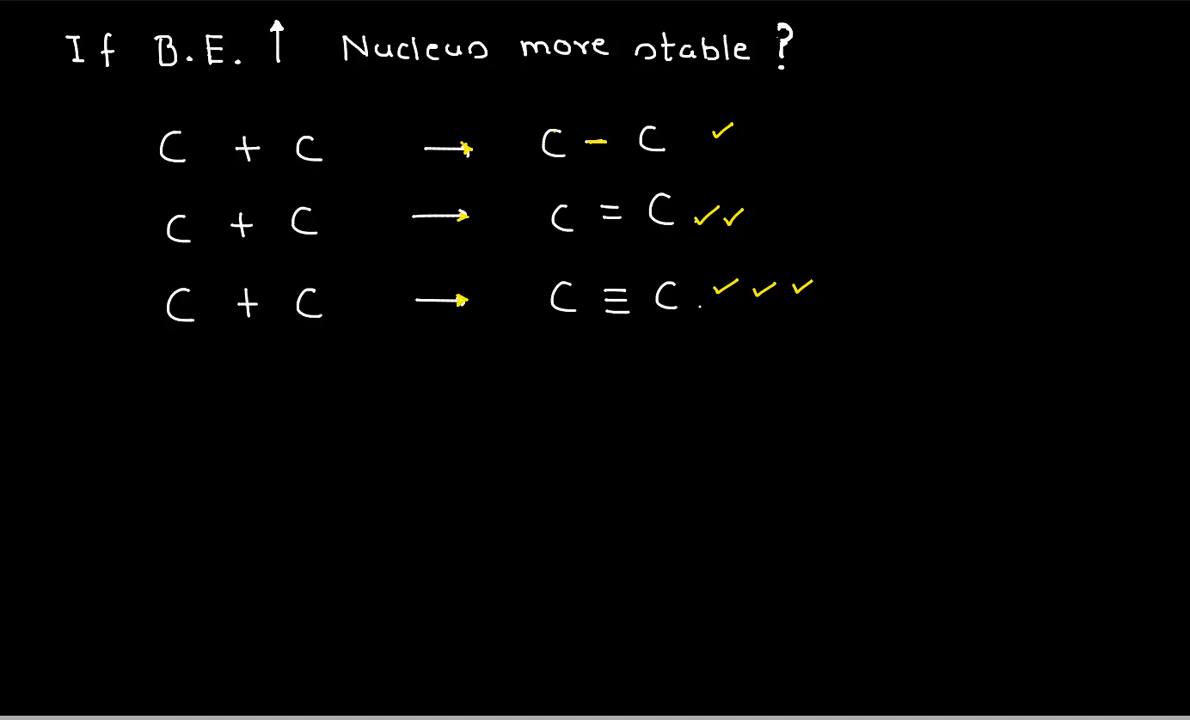 If B.E. ↑ Nucleus more stable ?
C + C → C - C ✓
C + C → C = C ✓✓
C + C → C ≡ C . ✓ ✓ ✓